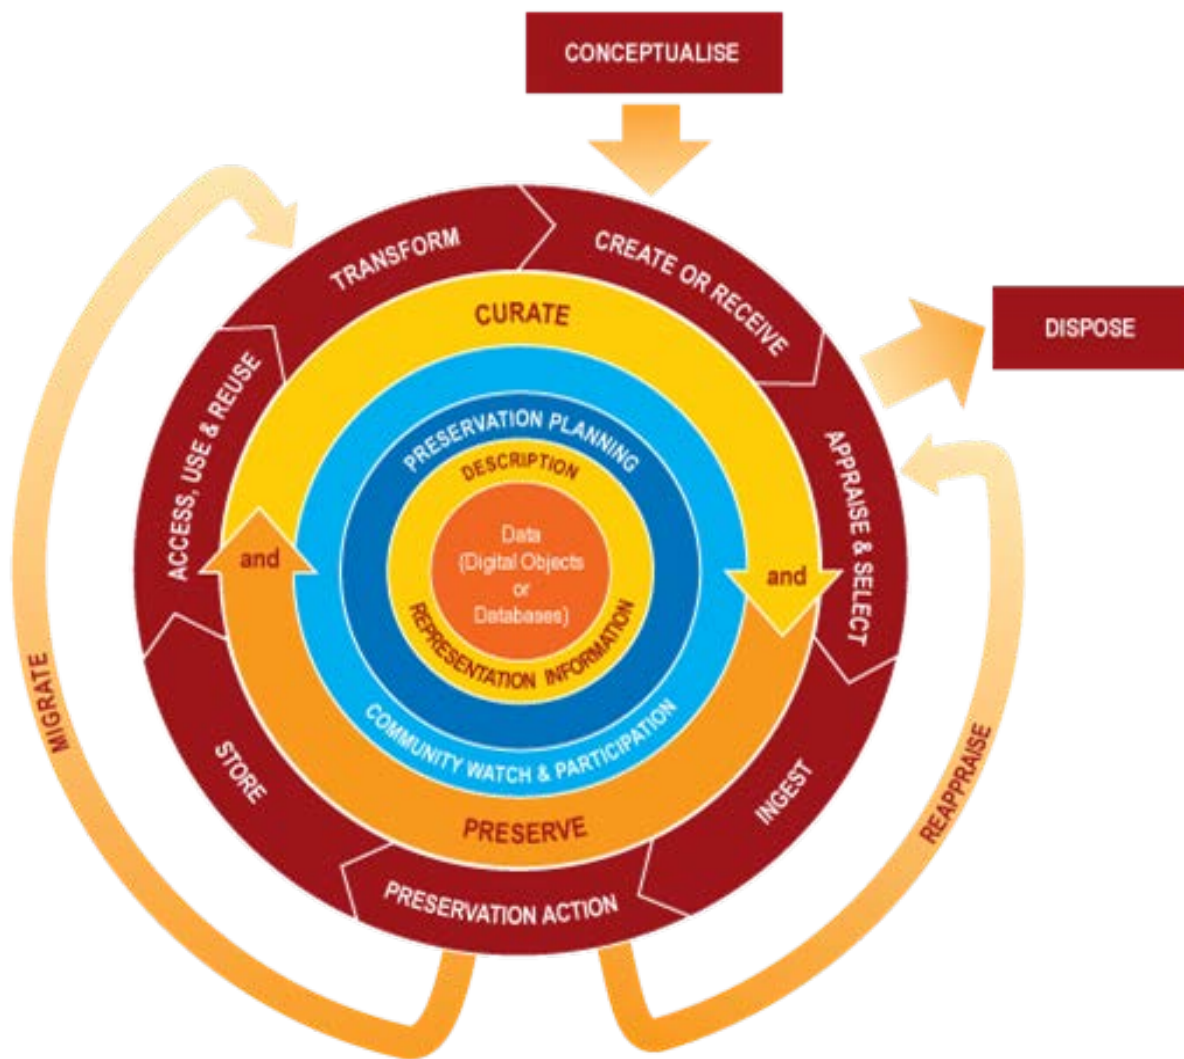 CONCEPTUALISE
TRANSFORM
CREATE OR RECEIVE
DISPOSE
CURATE
ACCESS, USE & REUSE
APPRAISE & SELECT
PRESERVATION PLANNING
DESCRIPTION
Data
(Digital Objects
or
Databases)
and
and
REPRESENTATION INFORMATION
COMMUNITY WATCH & PARTICIPATION
MIGRATE
STORE
INGEST
REAPPRAISE
PRESERVE
PRESERVATION ACTION